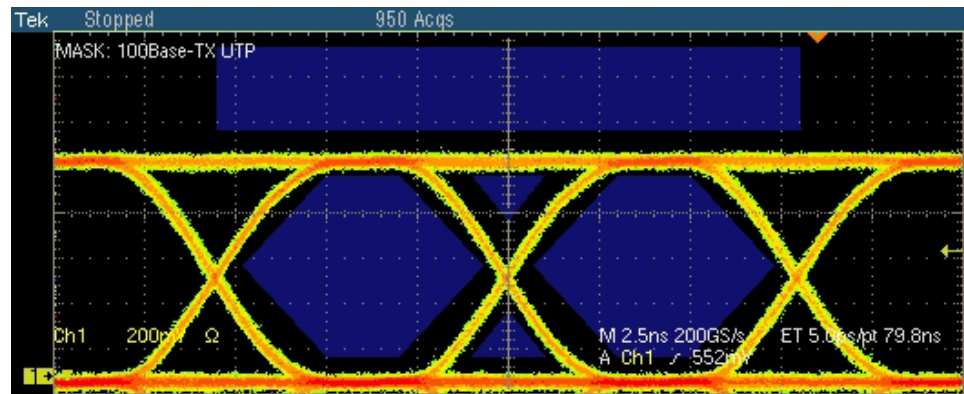 Tek Stopped 950 Acqs
MASK: 100Base-TX UTP
Ch1 200mV Ω M 2.5ns 200GS/s ET 5.0ps/pt 79.8ns
A Ch1 ∕ 552mV
1